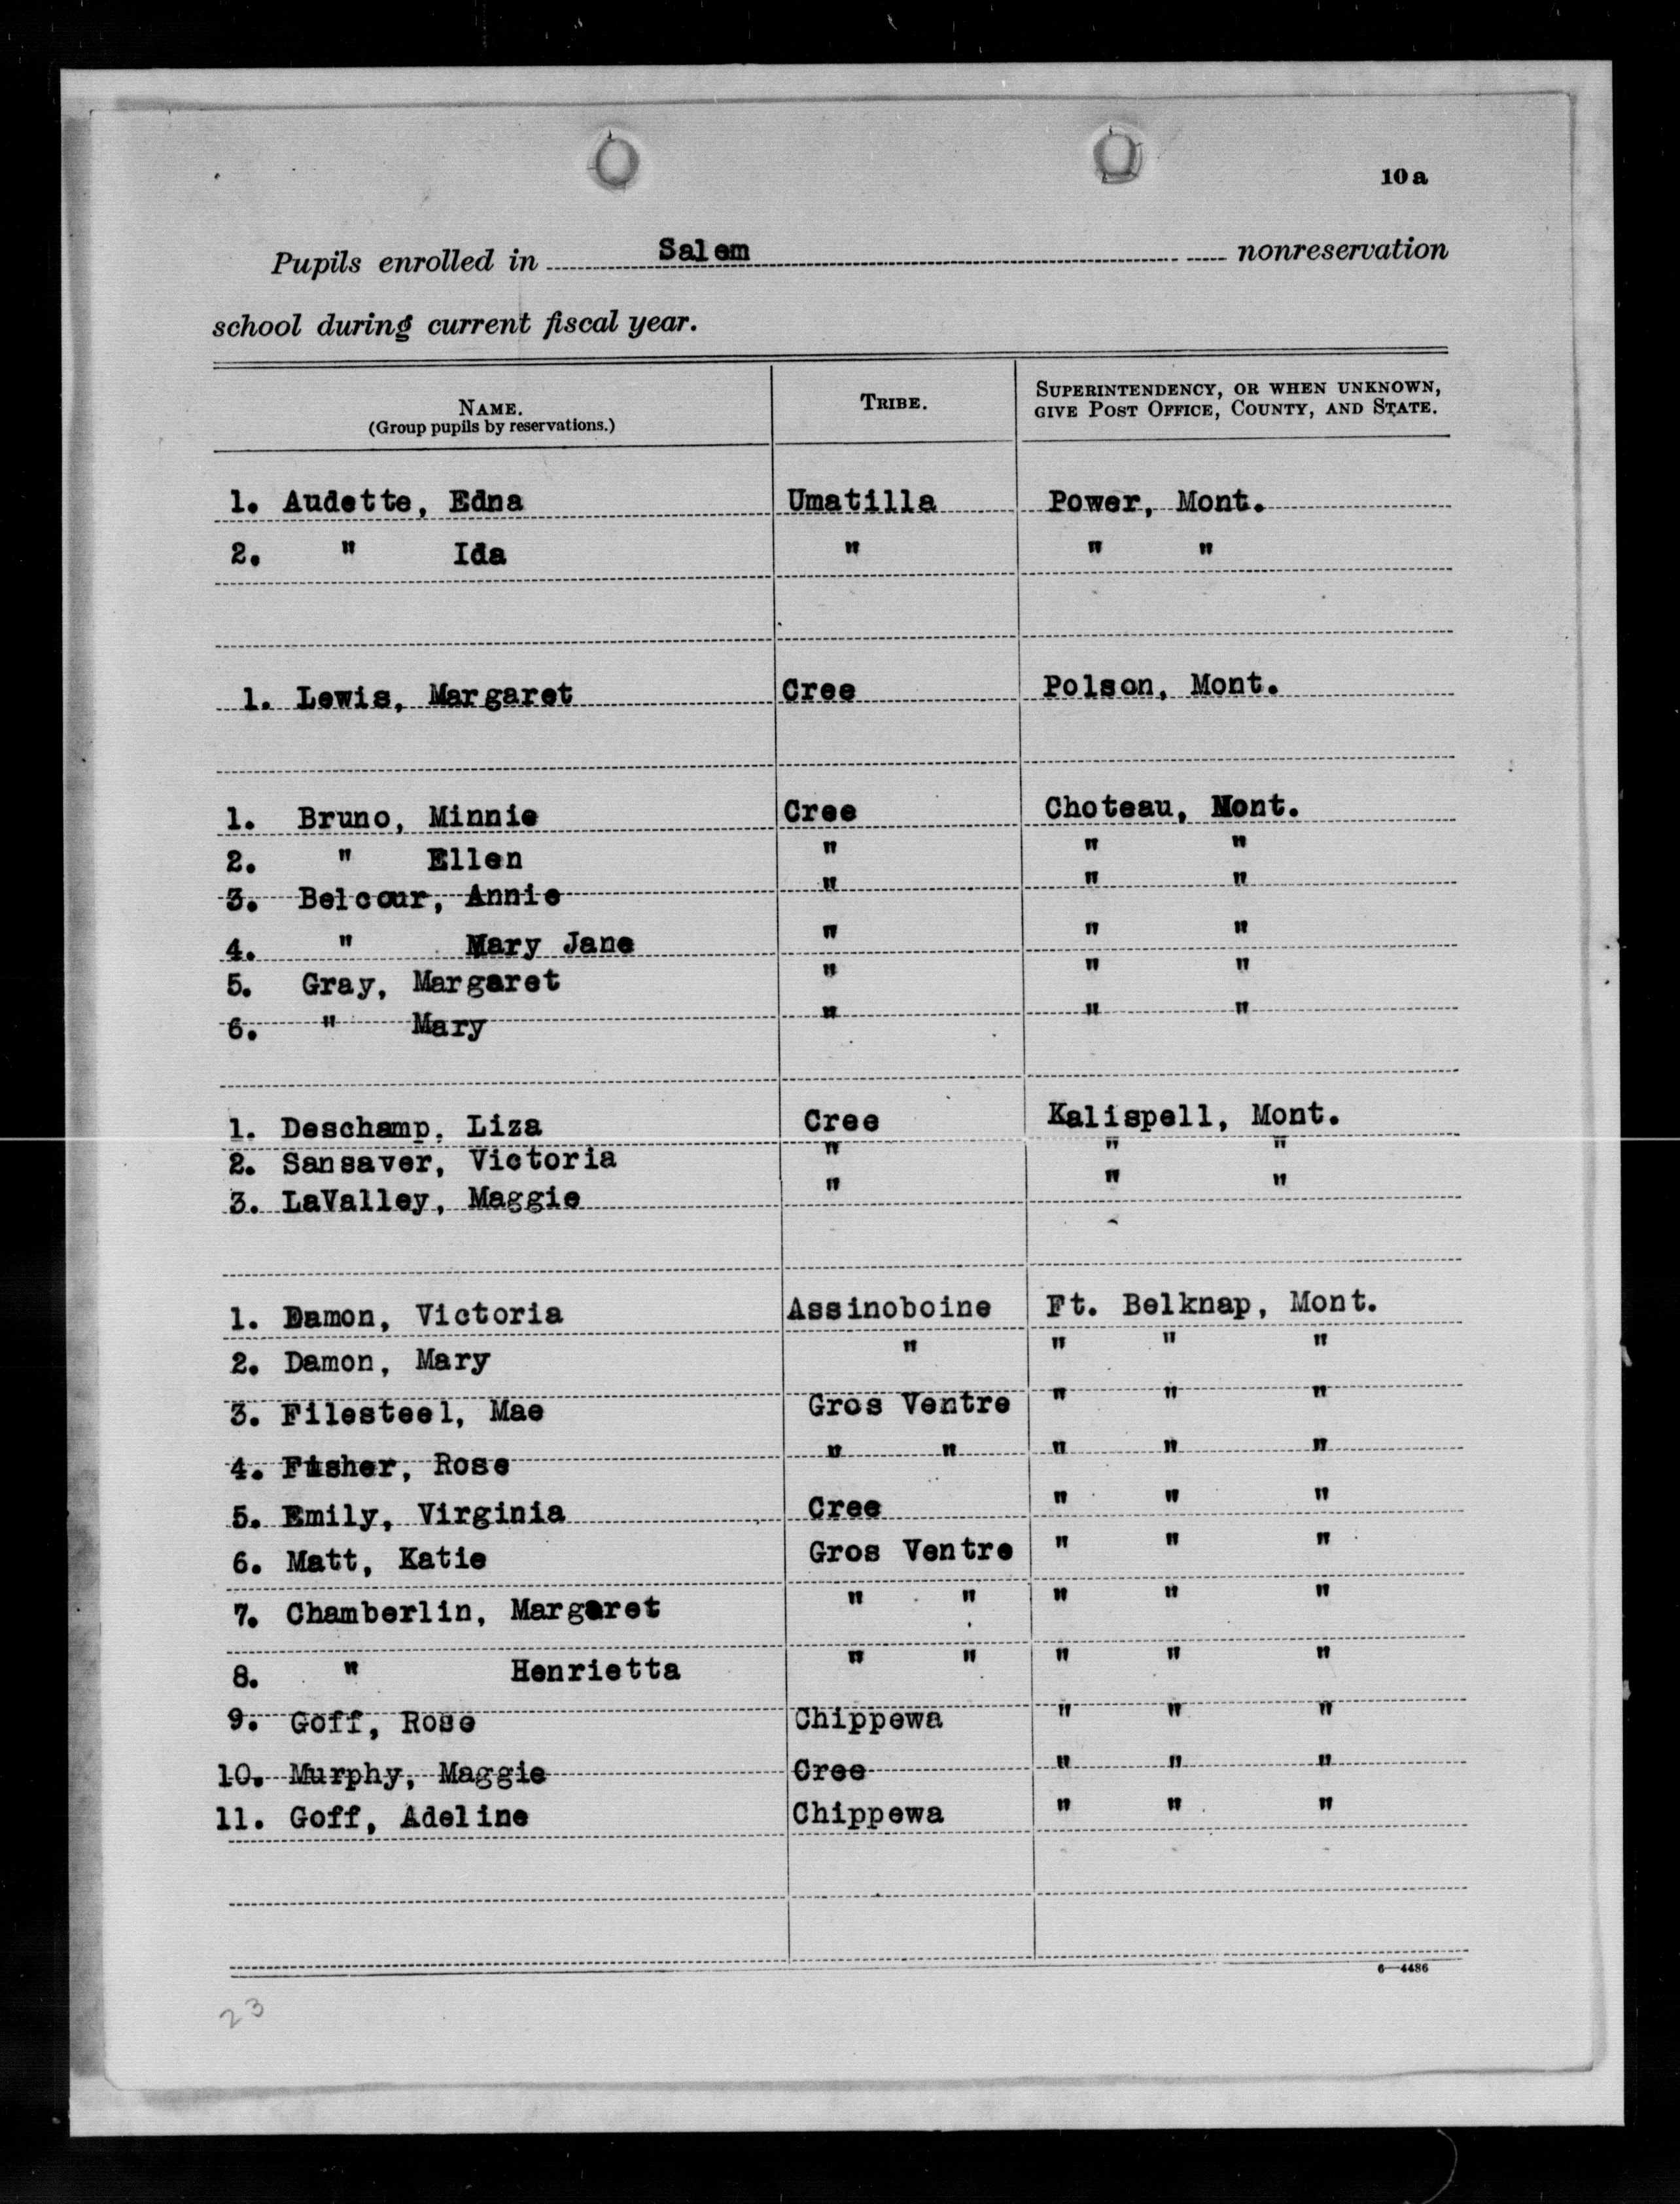 10 a
Pupils enrolled in Salem nonreservation
school during current fiscal year.
NAME. (Group pupils by reservations.) TRIBE. SUPERINTENDENCY, OR WHEN UNKNOWN, GIVE POST OFFICE, COUNTY, AND STATE.
1. Audette, Edna Umatilla Power, Mont.
2. " Ida " " "
1. Lewis, Margaret Cree Polson, Mont.
1. Bruno, Minnie Cree Choteau, Mont.
2. " Ellen " " "
3. Belcour, Annie " " "
4. " Mary Jane " " "
5. Gray, Margaret " " "
6. " Mary " " "
1. Deschamp, Liza Cree Kalispell, Mont.
2. Sansaver, Victoria " " "
3. LaValley, Maggie " " "
1. Damon, Victoria Assinoboine Ft. Belknap, Mont.
2. Damon, Mary " " " "
3. Filesteel, Mae Gros Ventre " " "
4. Fisher, Rose " " " " "
5. Emily, Virginia Cree " " "
6. Matt, Katie Gros Ventre " " "
7. Chamberlin, Margaret " " " " "
8. " Henrietta " " " " "
9. Goff, Rose Chippewa " " "
10. Murphy, Maggie Cree " " "
11. Goff, Adeline Chippewa " " "
6—4486
23